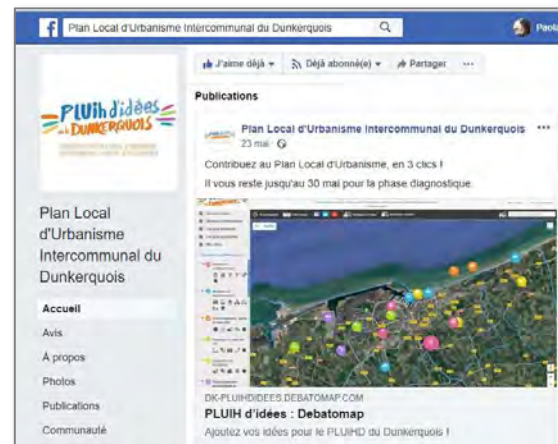 Plan Local d'Urbanisme Intercommunal du Dunkerquois
Paola
J'aime déjà
Déjà abonné(e)
Partager
PLUih d'idées
DUNKERQUOIS
Publications
Plan Local d'Urbanisme Intercommunal du Dunkerquois
23 mai
Contribuez au Plan Local d'Urbanisme, en 3 clics !
Il vous reste jusqu'au 30 mai pour la phase diagnostique.
Plan Local
d'Urbanisme
Intercommunal du
Dunkerquois
Accueil
Avis
À propos
Photos
Publications
Communauté
DK-PLUIHDIDEES.DEBATOMAP.COM
PLUIH d'idées : Debatomap
Ajoutez vos idées pour le PLUIHD du Dunkerquois !